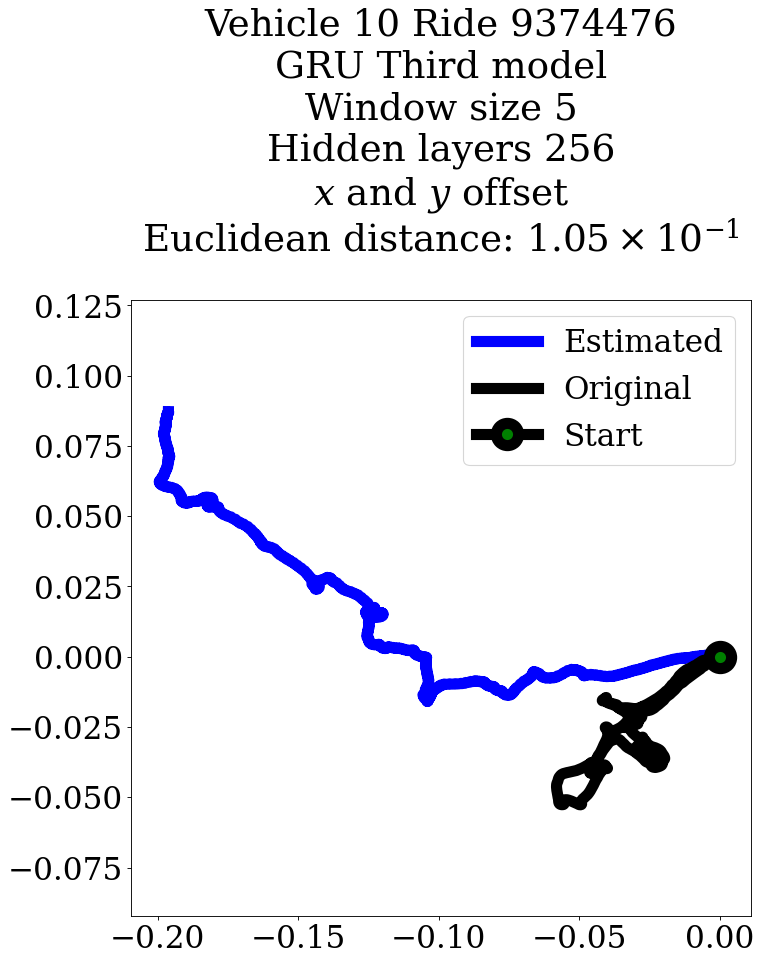 Vehicle 10 Ride 9374476
GRU Third model
Window size 5
Hidden layers 256
x and y offset
Euclidean distance: 1.05 × 10⁻¹
Estimated
Original
Start
0.125
0.100
0.075
0.050
0.025
0.000
−0.025
−0.050
−0.075
−0.20 −0.15 −0.10 −0.05 0.00